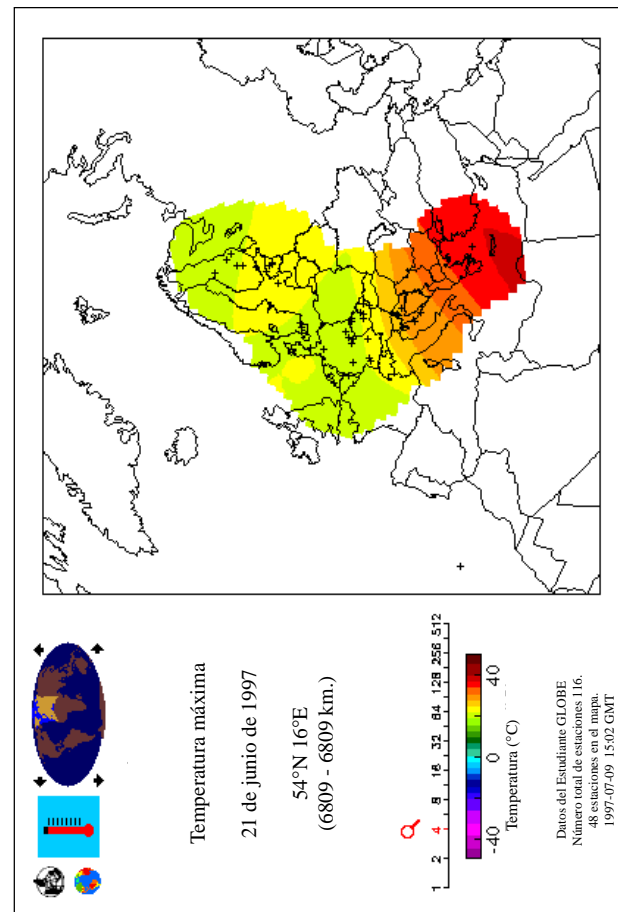 Temperatura máxima
21 de junio de 1997
54°N 16°E
(6809 - 6809 km.)
1 2 4 8 16 32 64 128 256 512
-40 0 40
Temperatura (°C)
Datos del Estudiante GLOBE
Número total de estaciones 116.
48 estaciones en el mapa.
1997-07-09 15:02 GMT